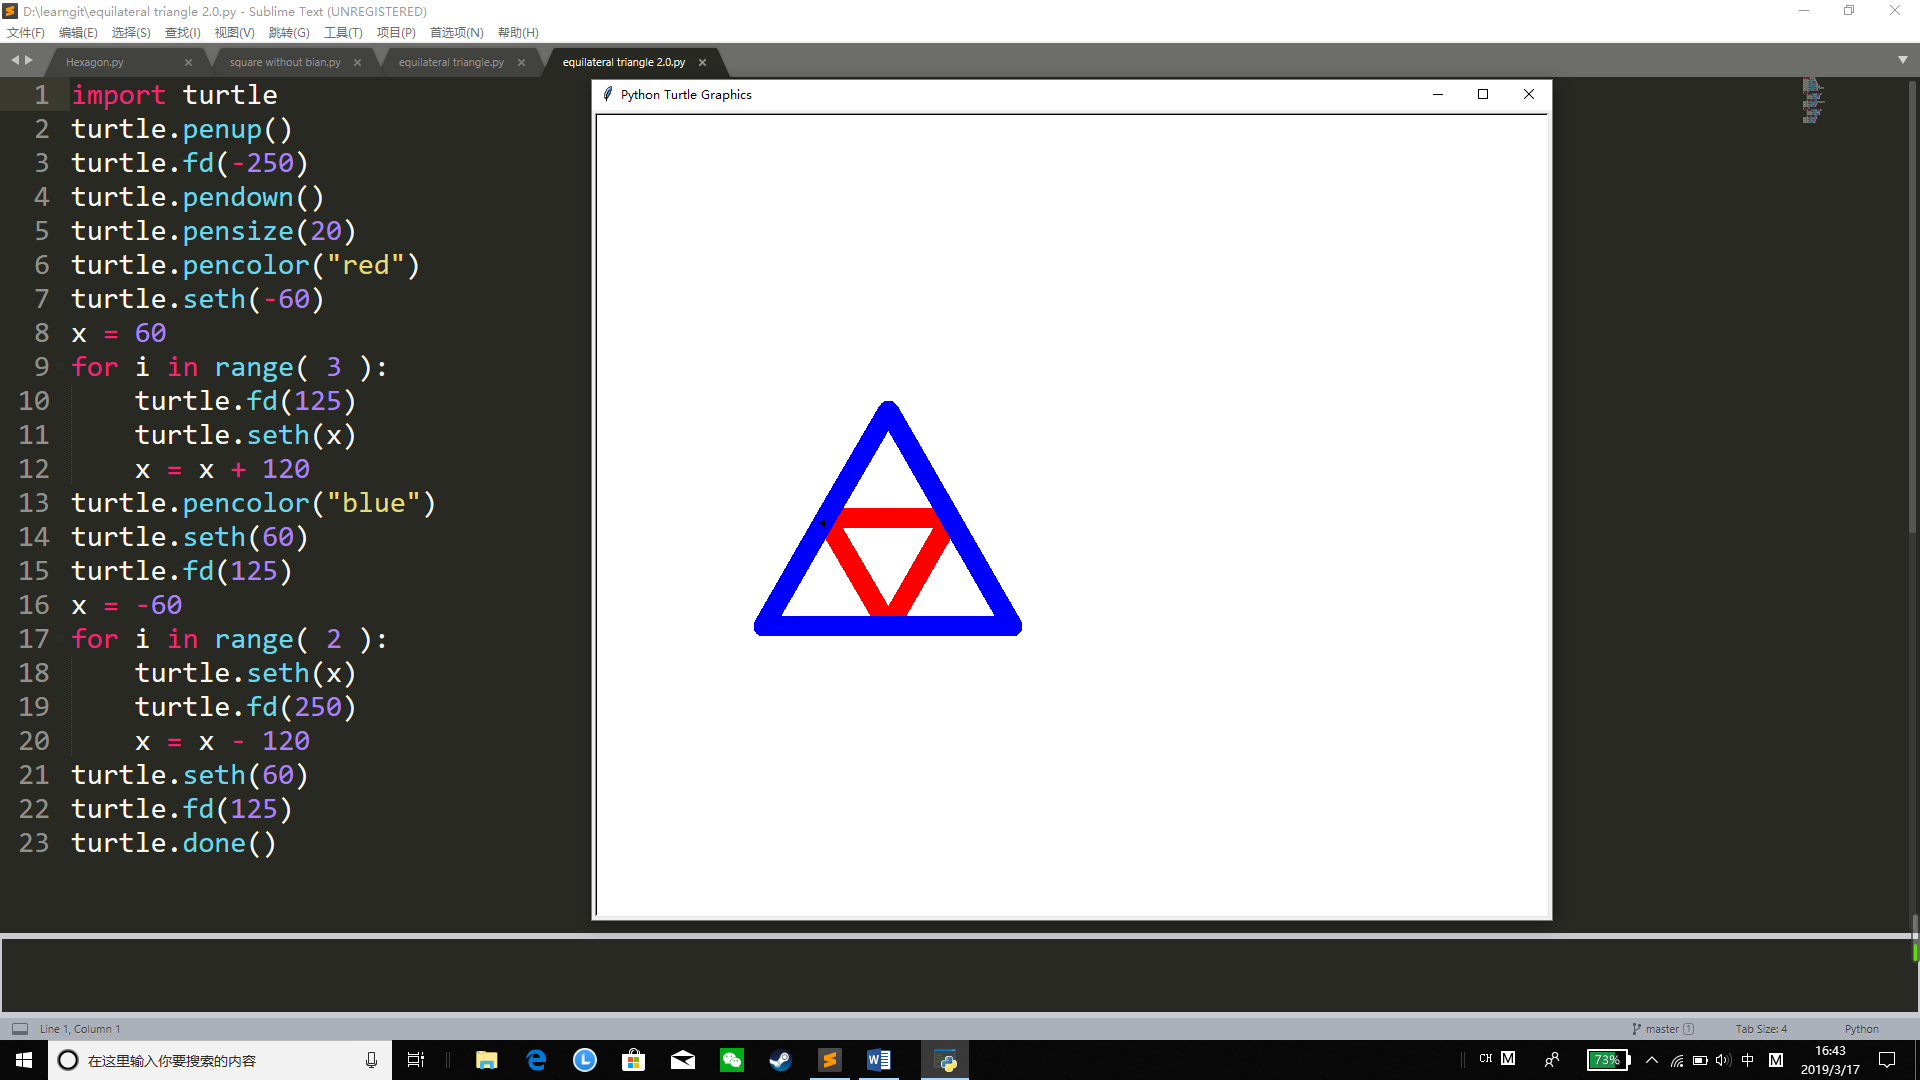 D:\learngit\equilateral triangle 2.0.py - Sublime Text (UNREGISTERED)
文件(F) 编辑(E) 选择(S) 查找(I) 视图(V) 跳转(G) 工具(T) 项目(P) 首选项(N) 帮助(H)
Hexagon.py square without bian.py equilateral triangle.py equilateral triangle 2.0.py
Python Turtle Graphics
1 import turtle
2 turtle.penup()
3 turtle.fd(-250)
4 turtle.pendown()
5 turtle.pensize(20)
6 turtle.pencolor("red")
7 turtle.seth(-60)
8 x = 60
9 for i in range( 3 ):
10     turtle.fd(125)
11     turtle.seth(x)
12     x = x + 120
13 turtle.pencolor("blue")
14 turtle.seth(60)
15 turtle.fd(125)
16 x = -60
17 for i in range( 2 ):
18     turtle.seth(x)
19     turtle.fd(250)
20     x = x - 120
21 turtle.seth(60)
22 turtle.fd(125)
23 turtle.done()
Line 1, Column 1 master 1 Tab Size: 4 Python
在这里输入你要搜索的内容
CH M 73% 中 M
16:43
2019/3/17